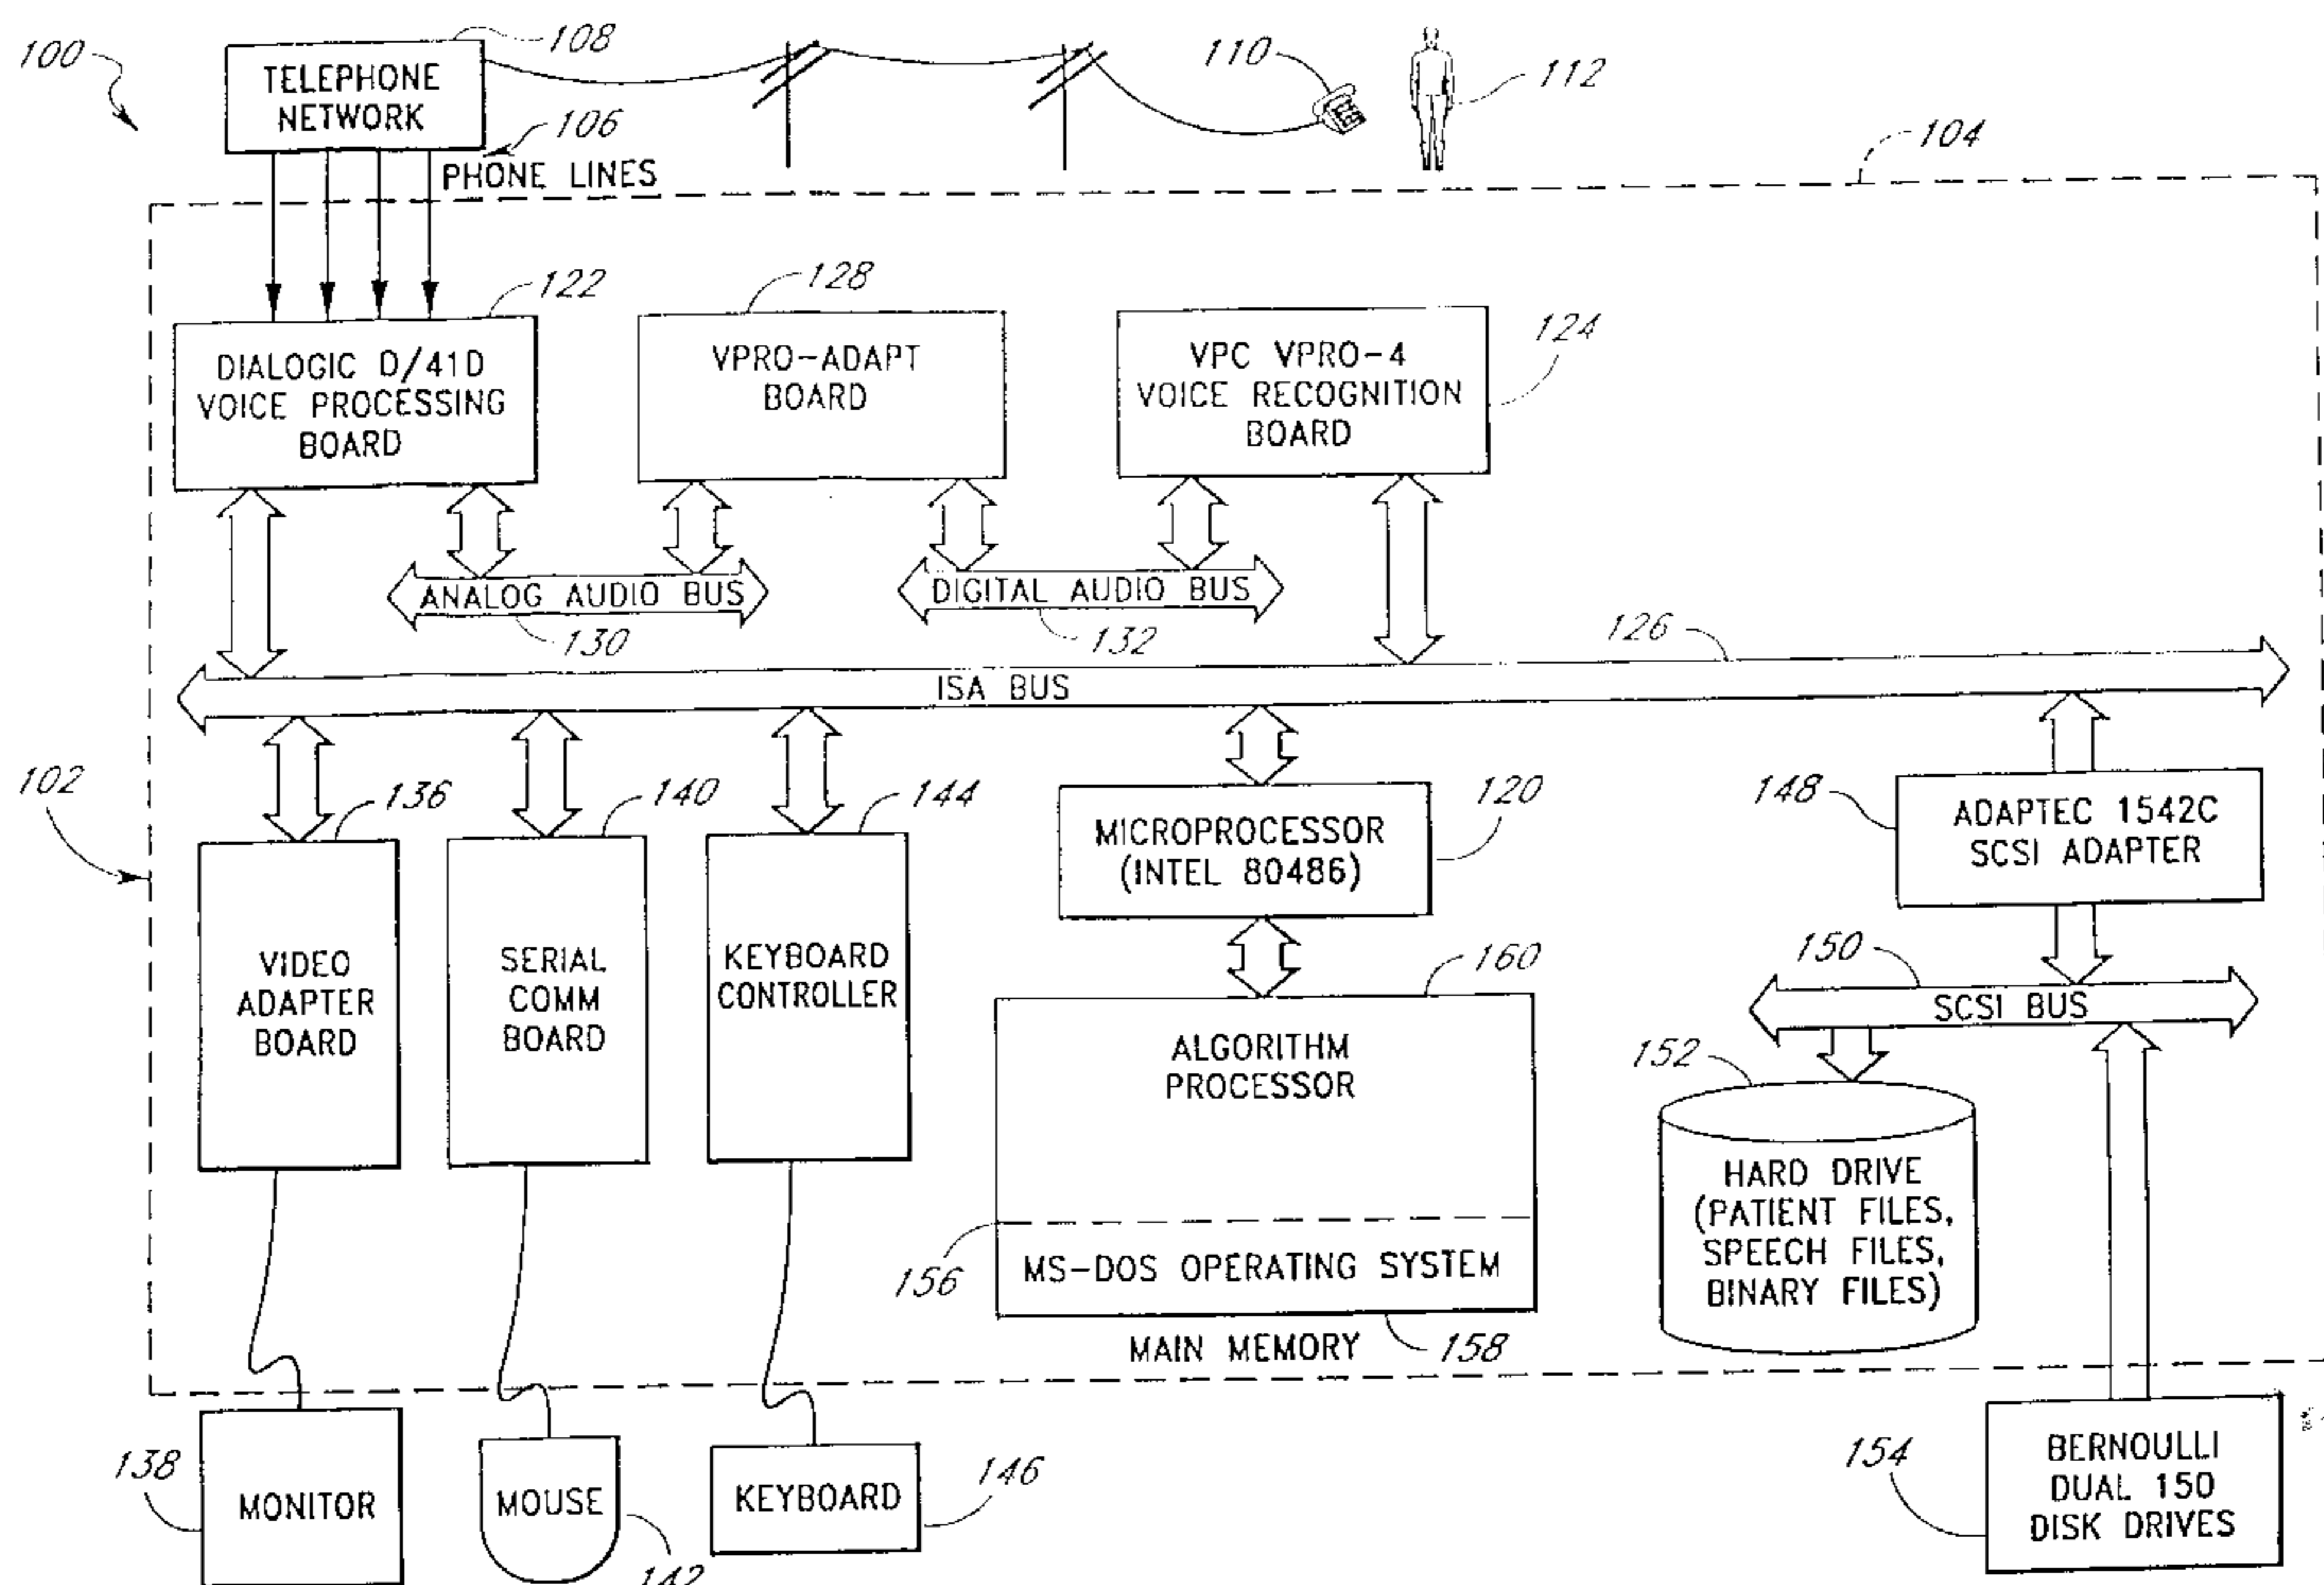 100
108
TELEPHONE
NETWORK
106
PHONE LINES
110
112
104
122
DIALOGIC D/41D
VOICE PROCESSING
BOARD
128
VPRO-ADAPT
BOARD
VPC VPRO-4
VOICE RECOGNITION
BOARD
124
ANALOG AUDIO BUS
130
DIGITAL AUDIO BUS
132
126
ISA BUS
102
136
VIDEO
ADAPTER
BOARD
140
SERIAL
COMM
BOARD
144
KEYBOARD
CONTROLLER
MICROPROCESSOR
(INTEL 80486)
120
148
ADAPTEC 1542C
SCSI ADAPTER
160
ALGORITHM
PROCESSOR
156
MS-DOS OPERATING SYSTEM
MAIN MEMORY
158
150
SCSI BUS
152
HARD DRIVE
(PATIENT FILES,
SPEECH FILES,
BINARY FILES)
138
MONITOR
MOUSE
142
KEYBOARD
146
154
BERNOULLI
DUAL 150
DISK DRIVES